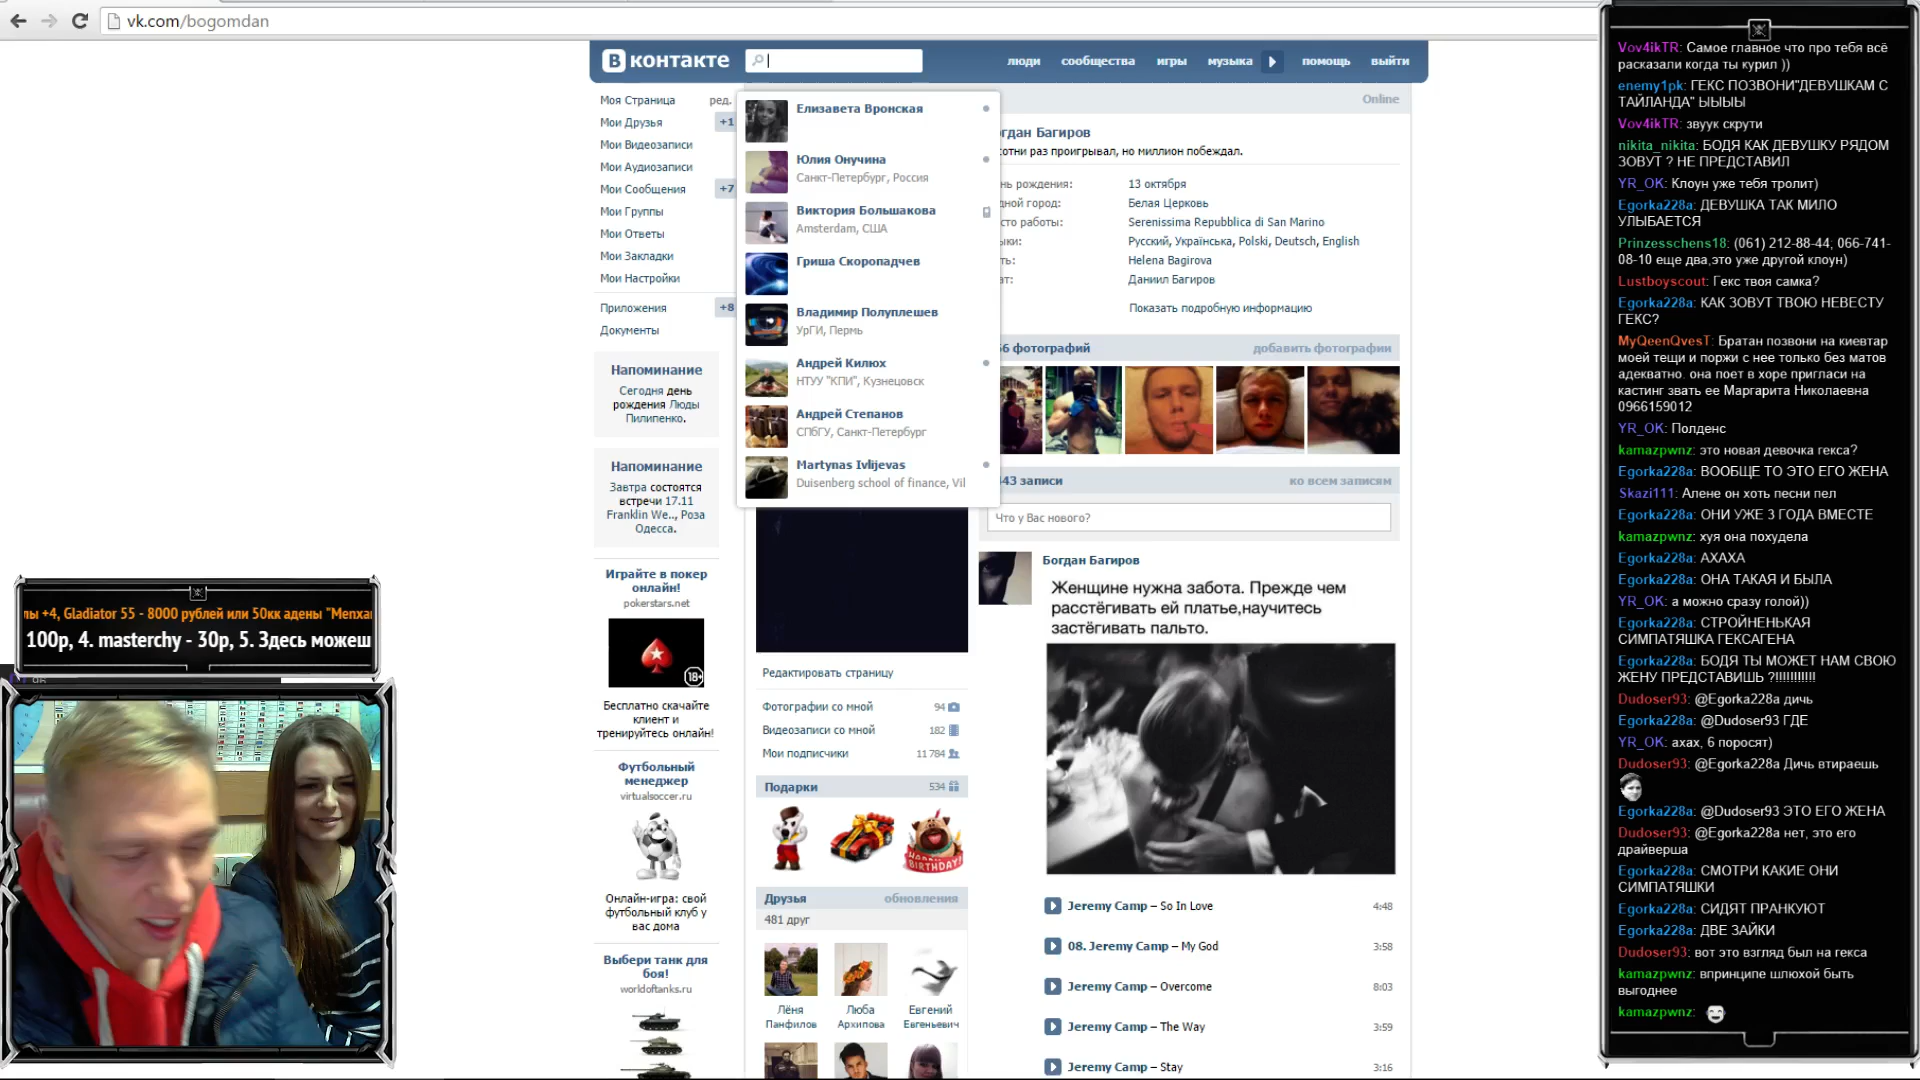 vk.com/bogomdan
В контакте
люди сообщества игры музыка помощь выйти
Моя Страница ред.
Мои Друзья +1
Мои Видеозаписи
Мои Аудиозаписи
Мои Сообщения +7
Мои Группы
Мои Ответы
Мои Закладки
Мои Настройки
Приложения +8
Документы
Напоминание
Сегодня день
рождения Люды
Пилипенко.
Напоминание
Завтра состоятся
встречи 17.11
Franklin We.., Роза
Одесса.
Играйте в покер
онлайн!
pokerstars.net
18+
Бесплатно скачайте
клиент и
тренируйтесь онлайн!
Футбольный
менеджер
virtualsoccer.ru
Онлайн-игра: свой
футбольный клуб у
вас дома
Выбери танк для
боя!
worldoftanks.ru
Елизавета Вронская
Юлия Онучина
Санкт-Петербург, Россия
Виктория Большакова
Amsterdam, США
Гриша Скоропадчев
Владимир Полуплешев
УрГИ, Пермь
Андрей Килюх
НТУУ "КПИ", Кузнецовск
Андрей Степанов
СПбГУ, Санкт-Петербург
Martynas Ivlijevas
Duisenberg school of finance, Vil
Редактировать страницу
Фотографии со мной 94
Видеозаписи со мной 182
Мои подписчики 11 784
Подарки 534
HAPPY BIRTHDAY!
Друзья обновления
481 друг
Лёня
Панфилов
Люба
Архипова
Евгений
Евгеньевич
Online
огдан Багиров
сотни раз проигрывал, но миллион побеждал.
нь рождения: 13 октября
дной город: Белая Церковь
сто работы: Serenissima Repubblica di San Marino
ыки: Русский, Українська, Polski, Deutsch, English
ть: Helena Bagirova
ат: Даниил Багиров
Показать подробную информацию
56 фотографий добавить фотографии
443 записи ко всем записям
Что у Вас нового?
Богдан Багиров
Женщине нужна забота. Прежде чем
расстёгивать ей платье,научитесь
застёгивать пальто.
Jeremy Camp – So In Love 4:48
08. Jeremy Camp – My God 3:58
Jeremy Camp – Overcome 8:03
Jeremy Camp – The Way 3:59
Jeremy Camp – Stay 3:16
лы +4, Gladiator 55 - 8000 рублей или 50кк адены "Menxa
100р, 4. masterchy - 30р, 5. Здесь можеш
Vov4ikTR: Самое главное что про тебя всё
рассказали когда ты курил ))
enemy1pk: ГЕКС ПОЗВОНИ"ДЕВУШКАМ С
ТАЙЛАНДА" ЫЫЫЫ
Vov4ikTR: звуук скрути
nikita_nikita: БОДЯ КАК ДЕВУШКУ РЯДОМ
ЗОВУТ ? НЕ ПРЕДСТАВИЛ
YR_OK: Клоун уже тебя тролит)
Egorka228a: ДЕВУШКА ТАК МИЛО
УЛЫБАЕТСЯ
Prinzesschens18: (061) 212-88-44; 066-741-
08-10 еще два,это уже другой клоун)
Lustboyscout: Гекс твоя самка?
Egorka228a: КАК ЗОВУТ ТВОЮ НЕВЕСТУ
ГЕКС?
MyQeenQvesT: Братан позвони на киевтар
моей тещи и поржи с нее только без матов
адекватно. она поет в хоре пригласи на
кастинг звать ее Маргарита Николаевна
0966159012
YR_OK: Полденс
kamazpwnz: это новая девочка гекса?
Egorka228a: ВООБЩЕ ТО ЭТО ЕГО ЖЕНА
Skazi111: Алене он хоть песни пел
Egorka228a: ОНИ УЖЕ 3 ГОДА ВМЕСТЕ
kamazpwnz: хуя она похудела
Egorka228a: АХАХА
Egorka228a: ОНА ТАКАЯ И БЫЛА
YR_OK: а можно сразу голой))
Egorka228a: СТРОЙНЕНЬКАЯ
СИМПАТЯШКА ГЕКСАГЕНА
Egorka228a: БОДЯ ТЫ МОЖЕТ НАМ СВОЮ
ЖЕНУ ПРЕДСТАВИШЬ ?!!!!!!!!!!!
Dudoser93: @Egorka228a дичь
Egorka228a: @Dudoser93 ГДЕ
YR_OK: ахах, 6 поросят)
Dudoser93: @Egorka228a Дичь втираешь
Egorka228a: @Dudoser93 ЭТО ЕГО ЖЕНА
Dudoser93: @Egorka228a нет, это его
драйверша
Egorka228a: СМОТРИ КАКИЕ ОНИ
СИМПАТЯШКИ
Egorka228a: СИДЯТ ПРАНКУЮТ
Egorka228a: ДВЕ ЗАЙКИ
Dudoser93: вот это взгляд был на гекса
kamazpwnz: впринципе шлюхой быть
выгоднее
kamazpwnz: